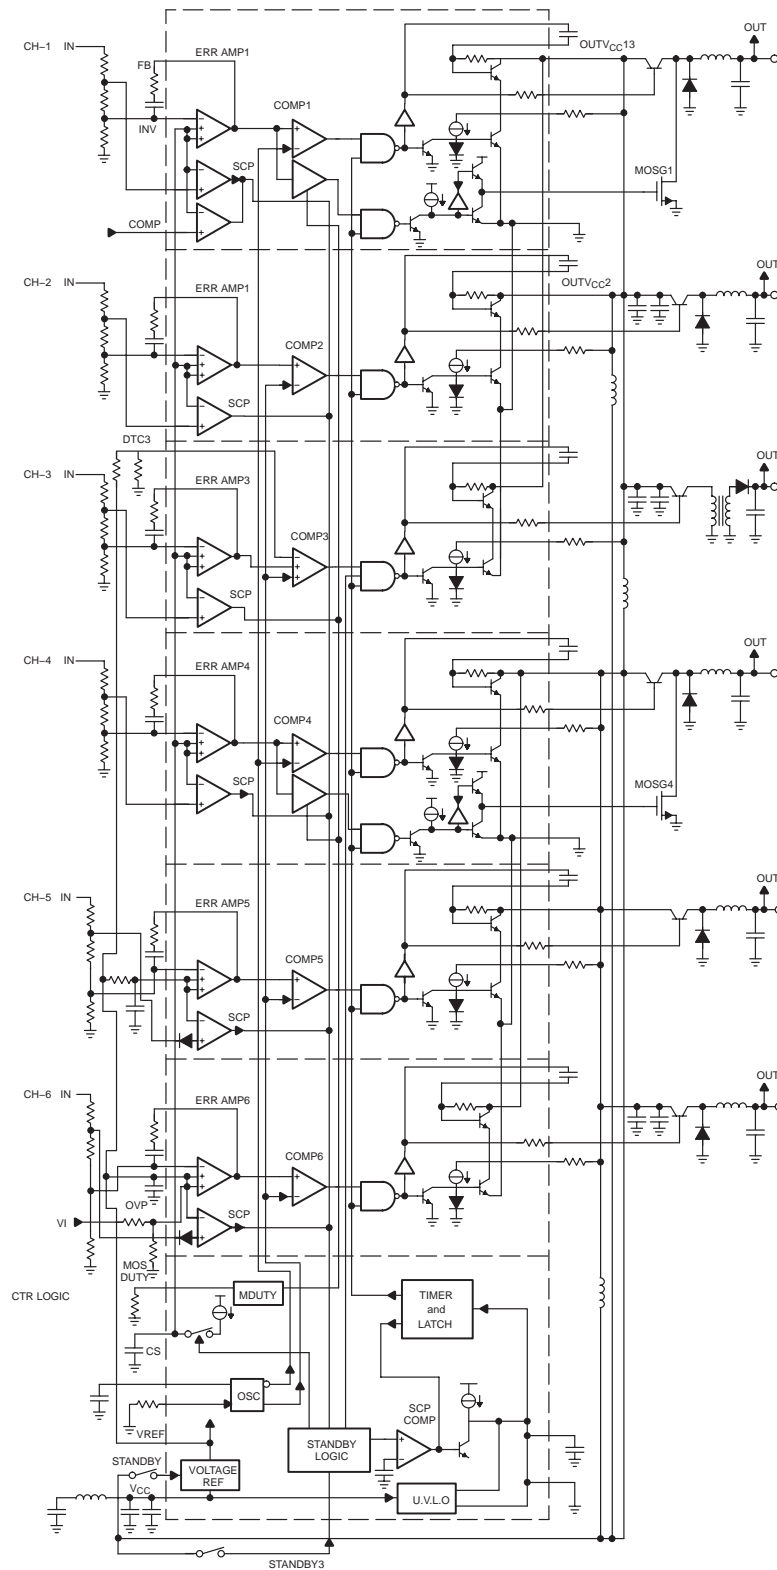 OUT
CH–1 IN
ERR AMP1
OUTVCC13
FB
COMP1
INV
SCP
MOSG1
COMP
CH–2 IN
ERR AMP1
OUTVCC2
OUT
COMP2
SCP
DTC3
CH–3 IN
ERR AMP3
OUT
COMP3
SCP
CH–4 IN
ERR AMP4
OUT
COMP4
SCP
MOSG4
CH–5 IN
ERR AMP5
OUT
COMP5
SCP
CH–6 IN
ERR AMP6
OUT
COMP6
OVP
SCP
VI
MOS
DUTY
CTR LOGIC
MDUTY
TIMER
and
LATCH
CS
OSC
VREF
SCP
COMP
STANDBY
LOGIC
STANDBY
VOLTAGE
REF
VCC
U.V.L.O
STANDBY3